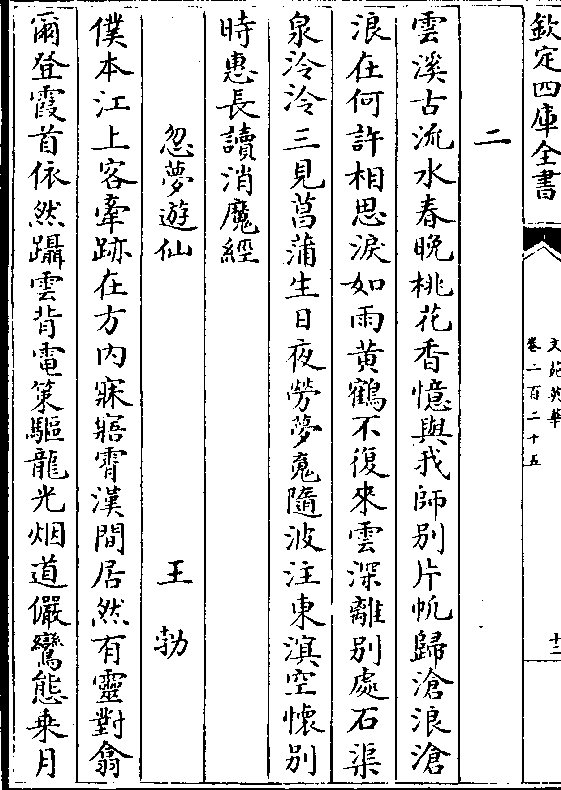 欽定四庫全書
文苑英華
卷二百二十五
十三
二
雲溪古流水春晚桃花香憶與我師别片帆歸滄浪滄
浪在何許相思淚如雨黄鶴不復來雲深離别處石渠
泉泠泠三見菖蒲生日夜勞夢魂隨波注東溟空懷别
時惠長讀消魔經
忽夢遊仙　王勃
僕本江上客牽跡在方内寐寤霄漢間居然有靈對翕
爾登霞首依然躡雲背電策驅龍光烟道儼鸞態乗月